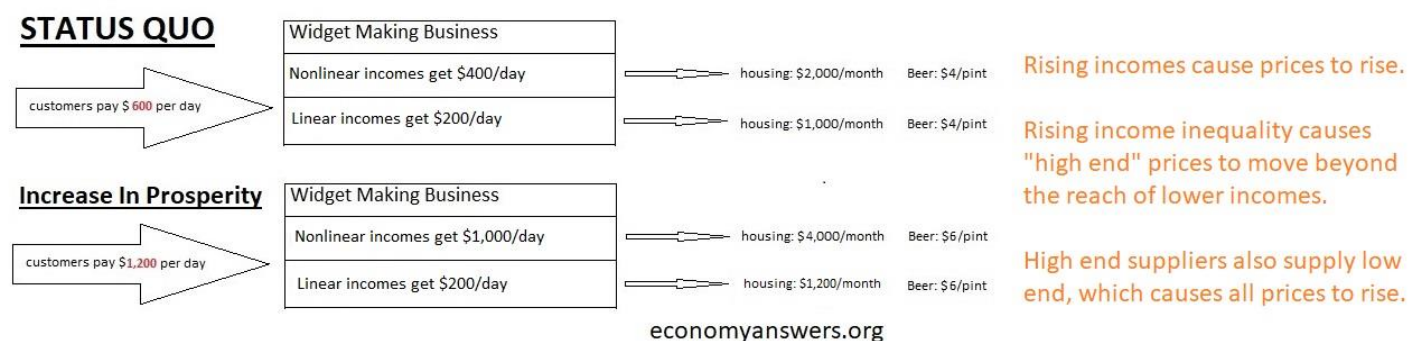 STATUS QUO
customers pay $ 600 per day
Widget Making Business
Nonlinear incomes get $400/day
Linear incomes get $200/day
housing: $2,000/month Beer: $4/pint
housing: $1,000/month Beer: $4/pint
Increase In Prosperity
customers pay $1,200 per day
Widget Making Business
Nonlinear incomes get $1,000/day
Linear incomes get $200/day
housing: $4,000/month Beer: $6/pint
housing: $1,200/month Beer: $6/pint
Rising incomes cause prices to rise.
Rising income inequality causes
"high end" prices to move beyond
the reach of lower incomes.
High end suppliers also supply low
end, which causes all prices to rise.
economyanswers.org